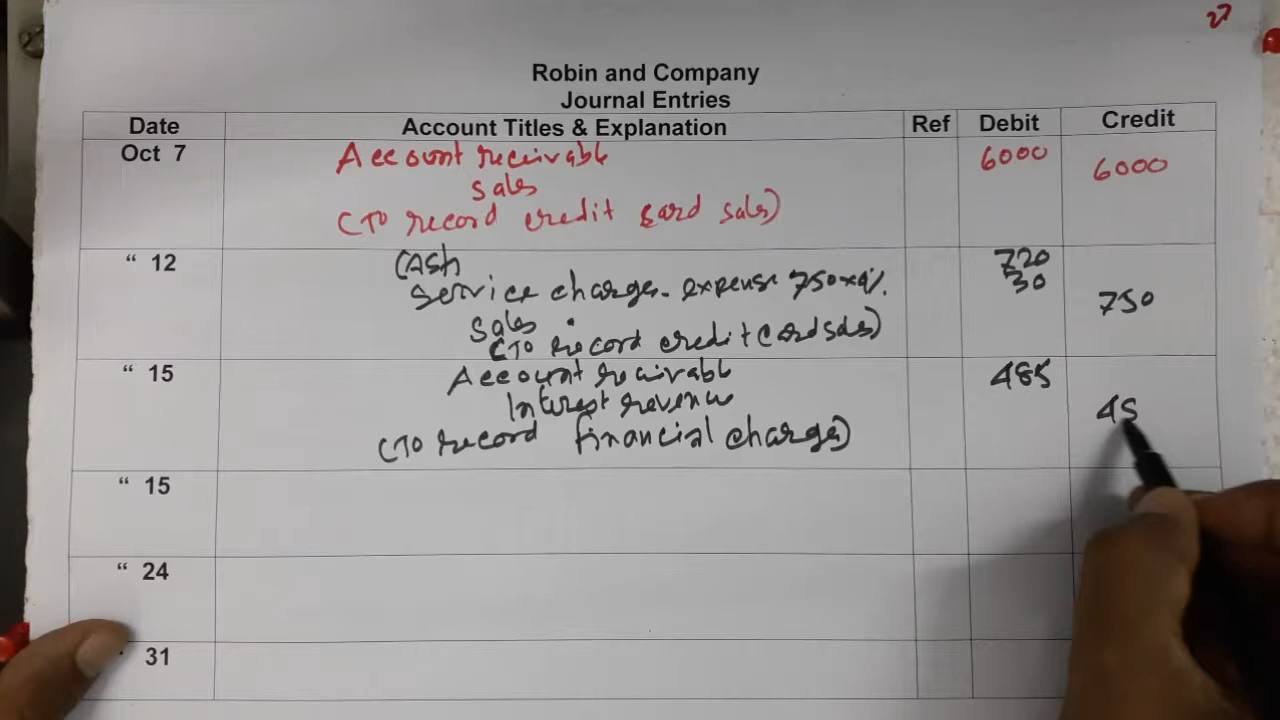 27
Robin and Company
Journal Entries
Date Account Titles & Explanation Ref Debit Credit
Oct 7 Account receivable 6000
Sales 6000
(To record credit card sales)
“ 12 Cash 720
Service charges expense 750x4%. 30
Sales 750
(To record credit card sales)
“ 15 Account receivable 485
Interest revenue 45
(To record financial charge)
“ 15
“ 24
31